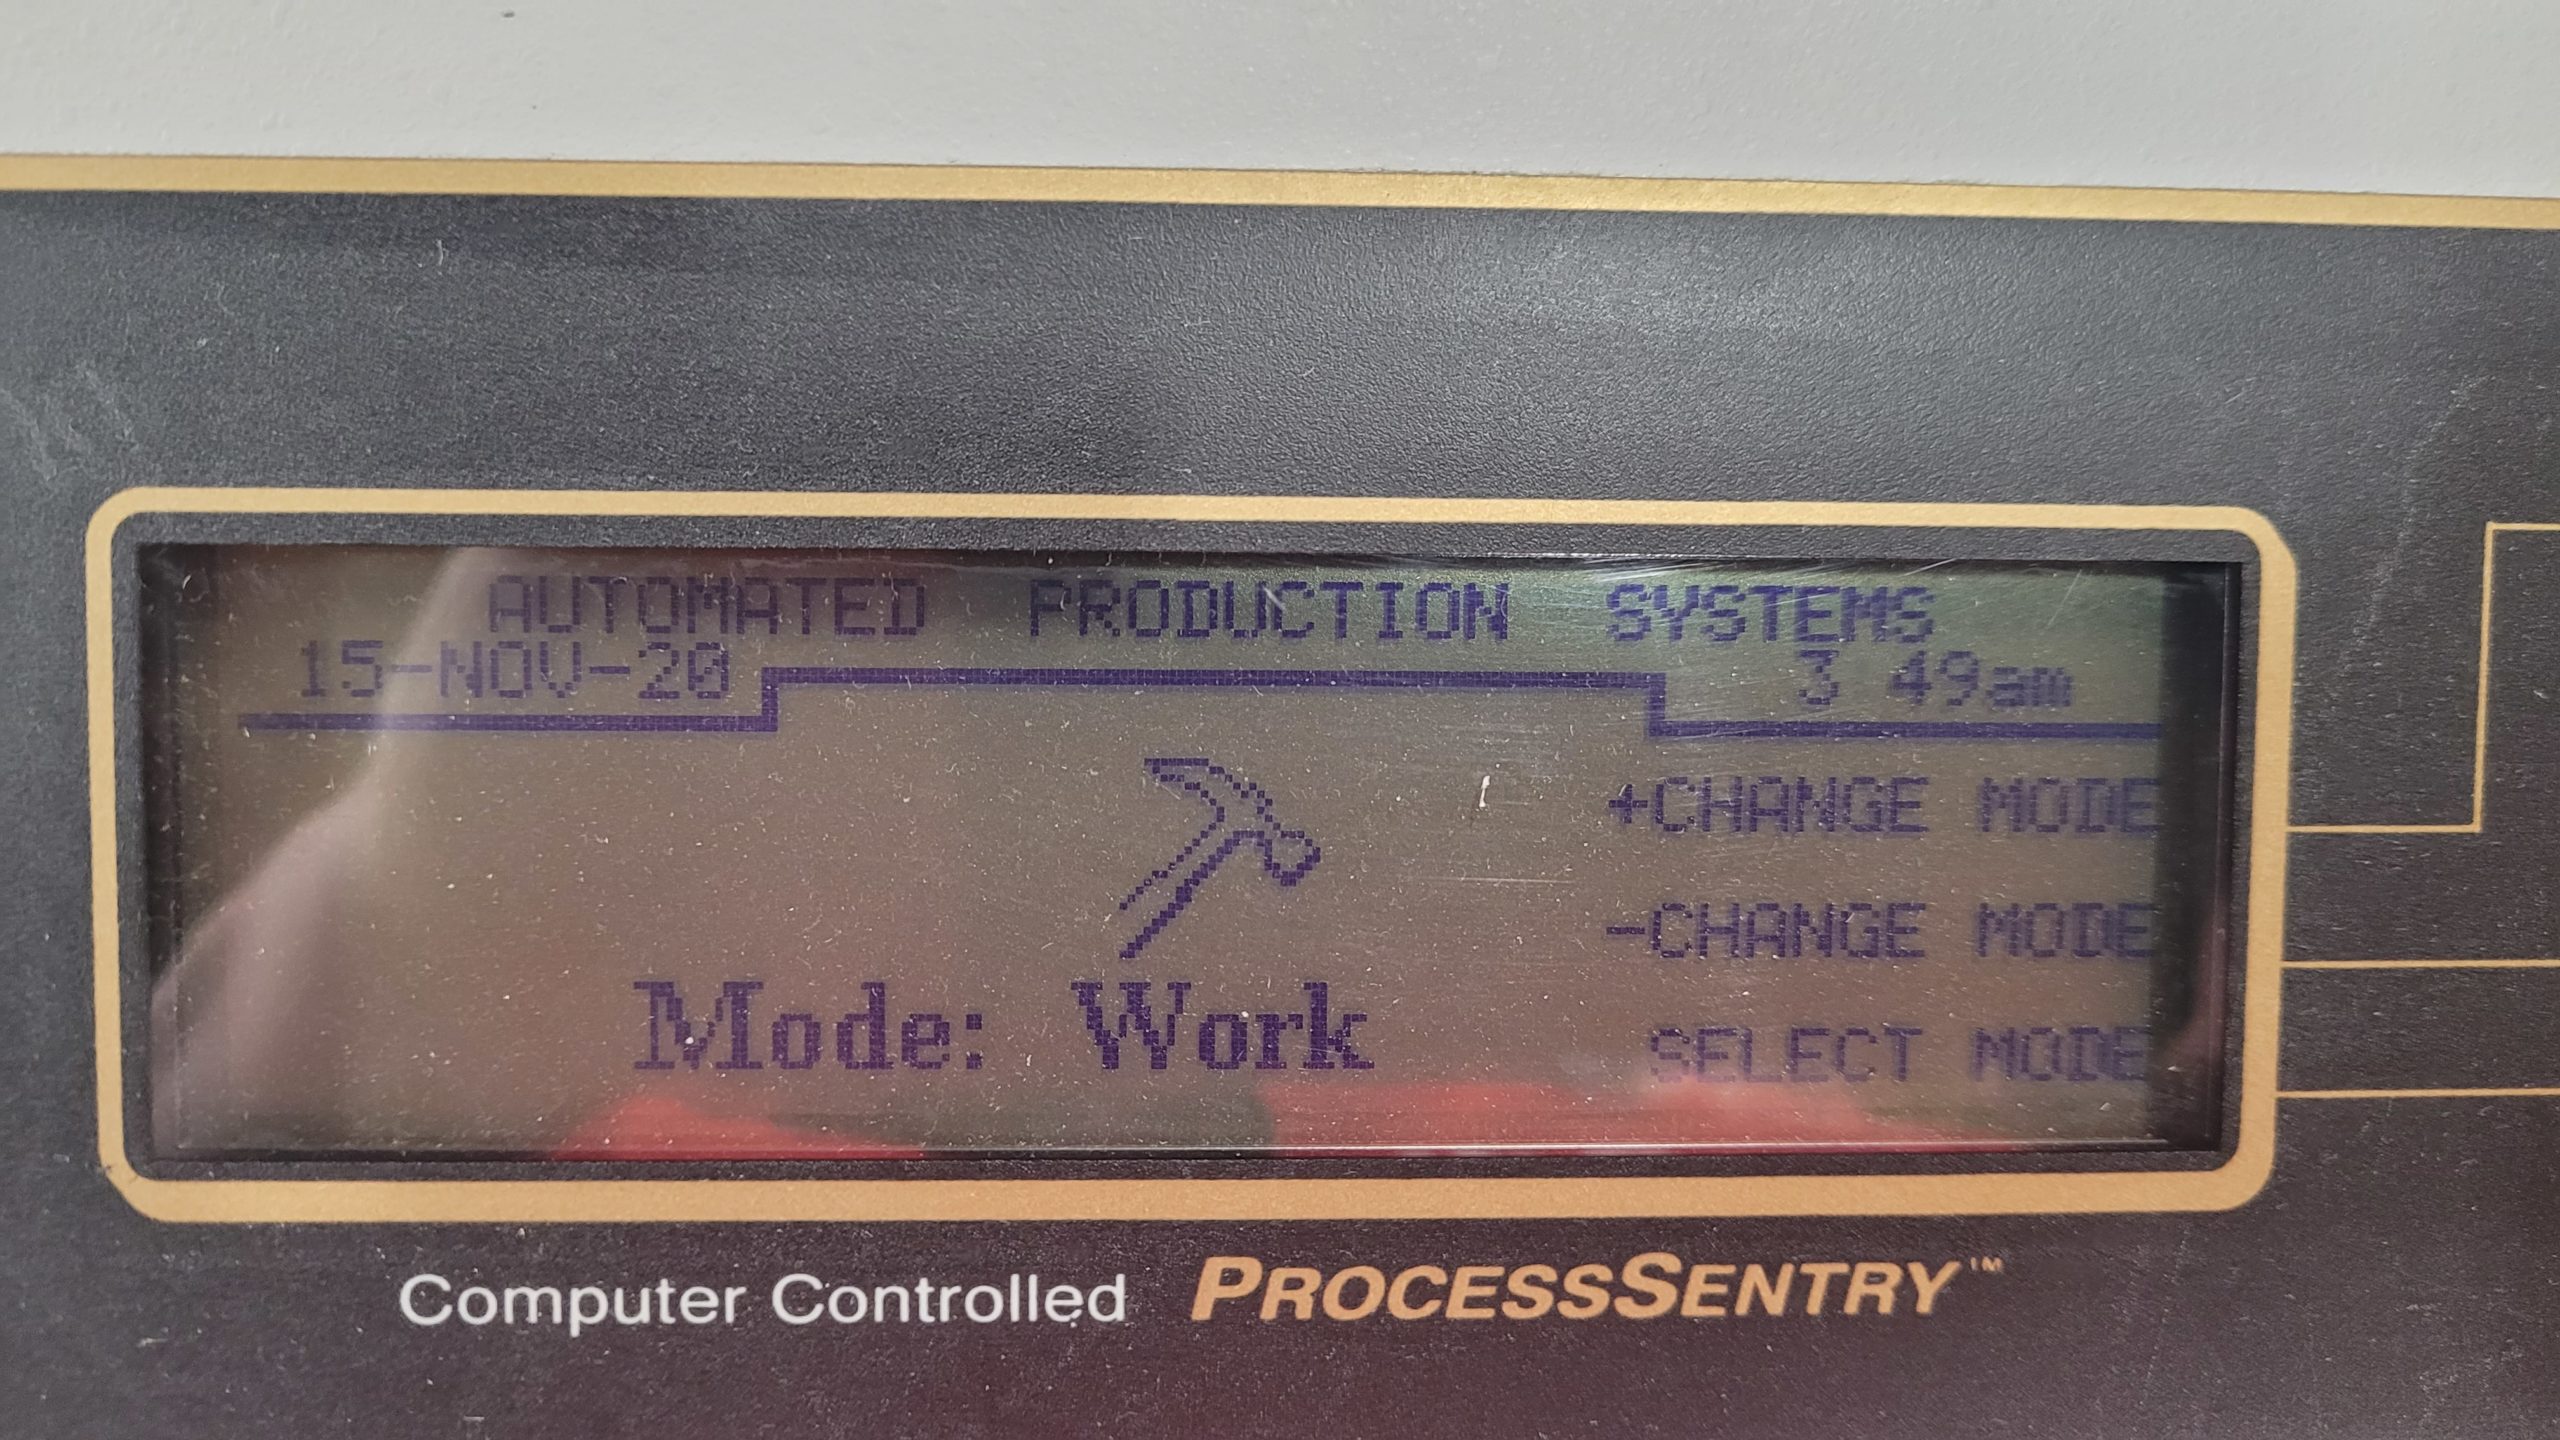 AUTOMATED PRODUCTION SYSTEMS
15-NOV-20 3 49am
+CHANGE MODE
-CHANGE MODE
Mode: Work
SELECT MODE
Computer Controlled PROCESSSENTRY™